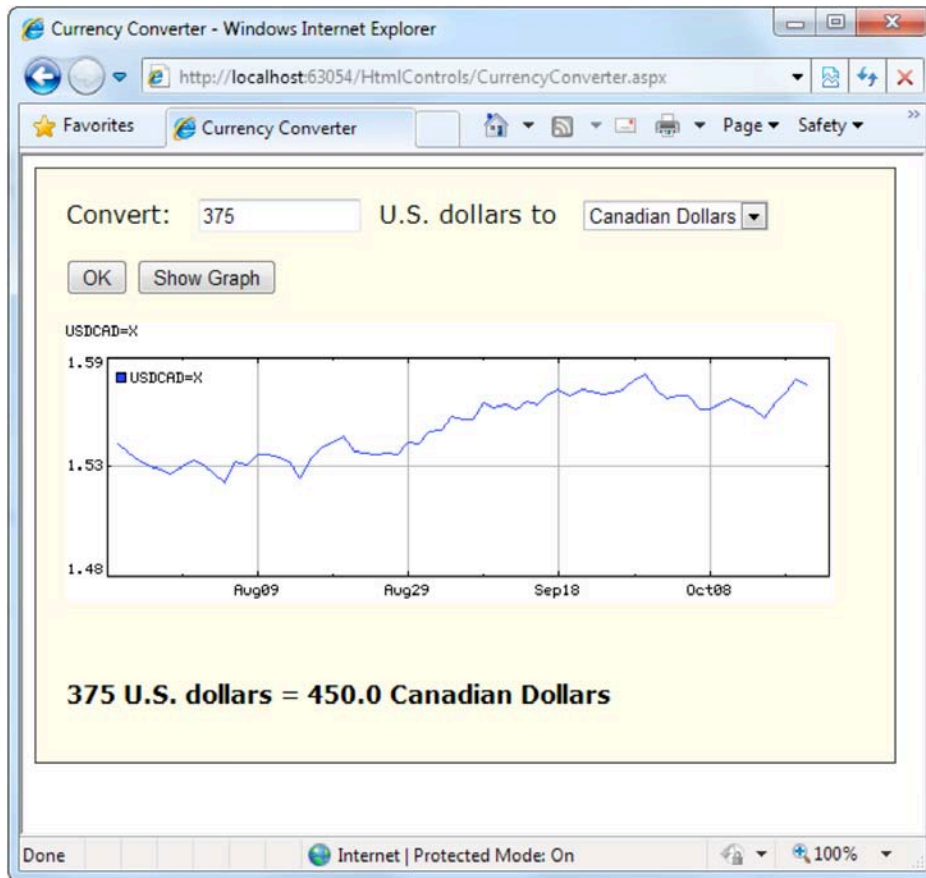 Currency Converter - Windows Internet Explorer
http://localhost:63054/HtmlControls/CurrencyConverter.aspx
Favorites Currency Converter Page Safety »
Convert: 375 U.S. dollars to Canadian Dollars
OK Show Graph
USDCAD=X
1.59
USDCAD=X
1.53
1.48
Aug09 Aug29 Sep18 Oct08
375 U.S. dollars = 450.0 Canadian Dollars
Done Internet | Protected Mode: On 100%